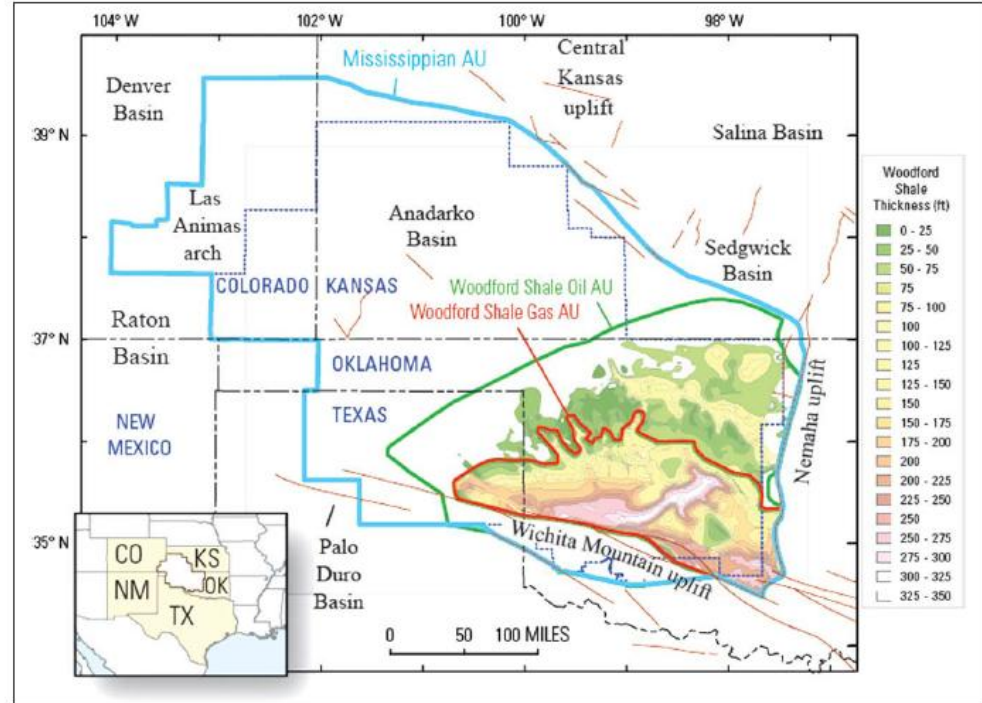 104° W
102° W
100° W
98° W
Mississippian AU
Central
Kansas
uplift
Denver
Basin
39° N
Salina Basin
Las
Animas
arch
Anadarko
Basin
Sedgwick
Basin
COLORADO
KANSAS
Woodford Shale Oil AU
Woodford Shale Gas AU
Raton
Basin
37° N
OKLAHOMA
TEXAS
NEW
MEXICO
Nemaha uplift
35° N
Wichita Mountain uplift
Palo
Duro
Basin
0 50 100 MILES
CO
KS
NM
OK
TX
Woodford
Shale
Thickness (ft)
0 - 25
25 - 50
50 - 75
75
75 - 100
100
100 - 125
125
125 - 150
150
150 - 175
175 - 200
200
200 - 225
225 - 250
250
250 - 275
275 - 300
300 - 325
325 - 350